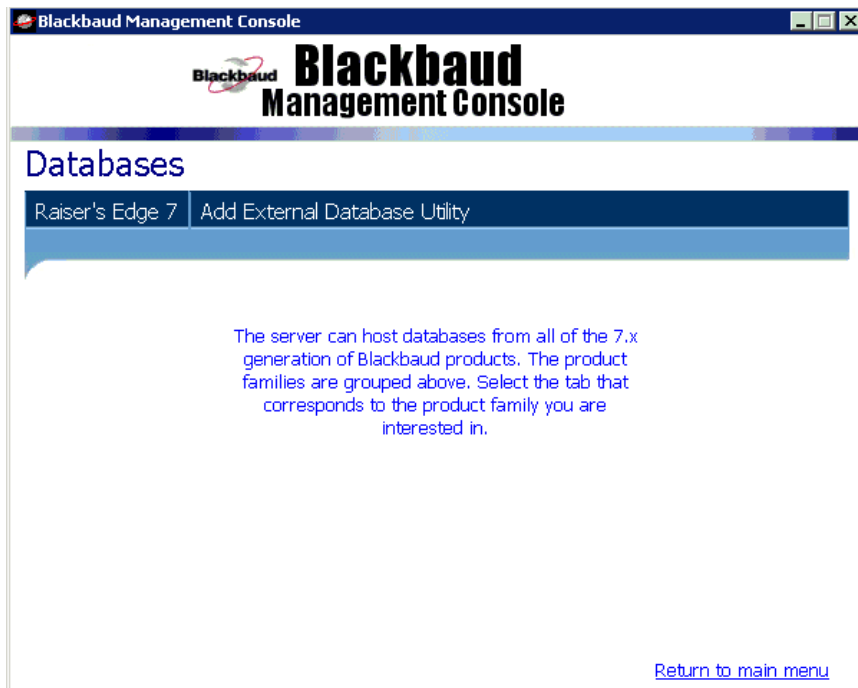 Blackbaud Management Console
Blackbaud Blackbaud
Management Console
Databases
Raiser's Edge 7 Add External Database Utility
The server can host databases from all of the 7.x
generation of Blackbaud products. The product
families are grouped above. Select the tab that
corresponds to the product family you are
interested in.
Return to main menu